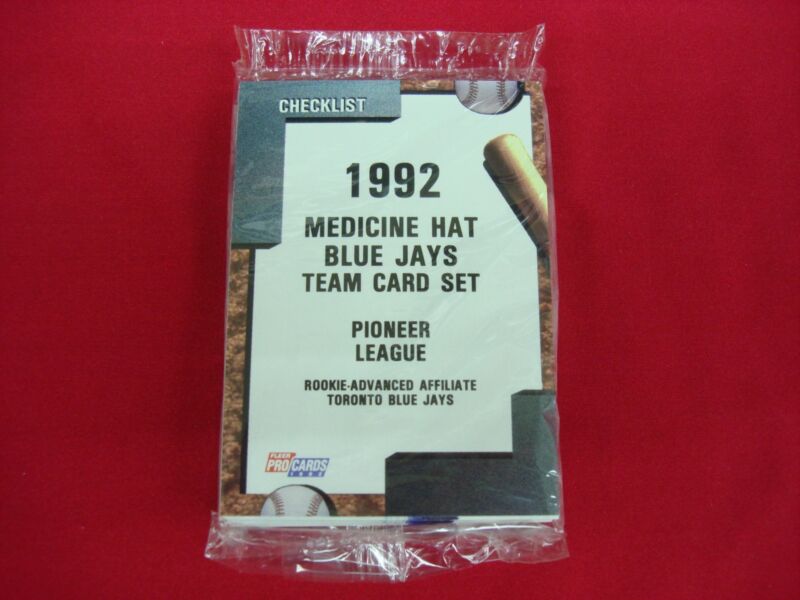 CHECKLIST
1992
MEDICINE HAT
BLUE JAYS
TEAM CARD SET
PIONEER
LEAGUE
ROOKIE-ADVANCED AFFILIATE
TORONTO BLUE JAYS
FLEER
PRO CARDS
1992